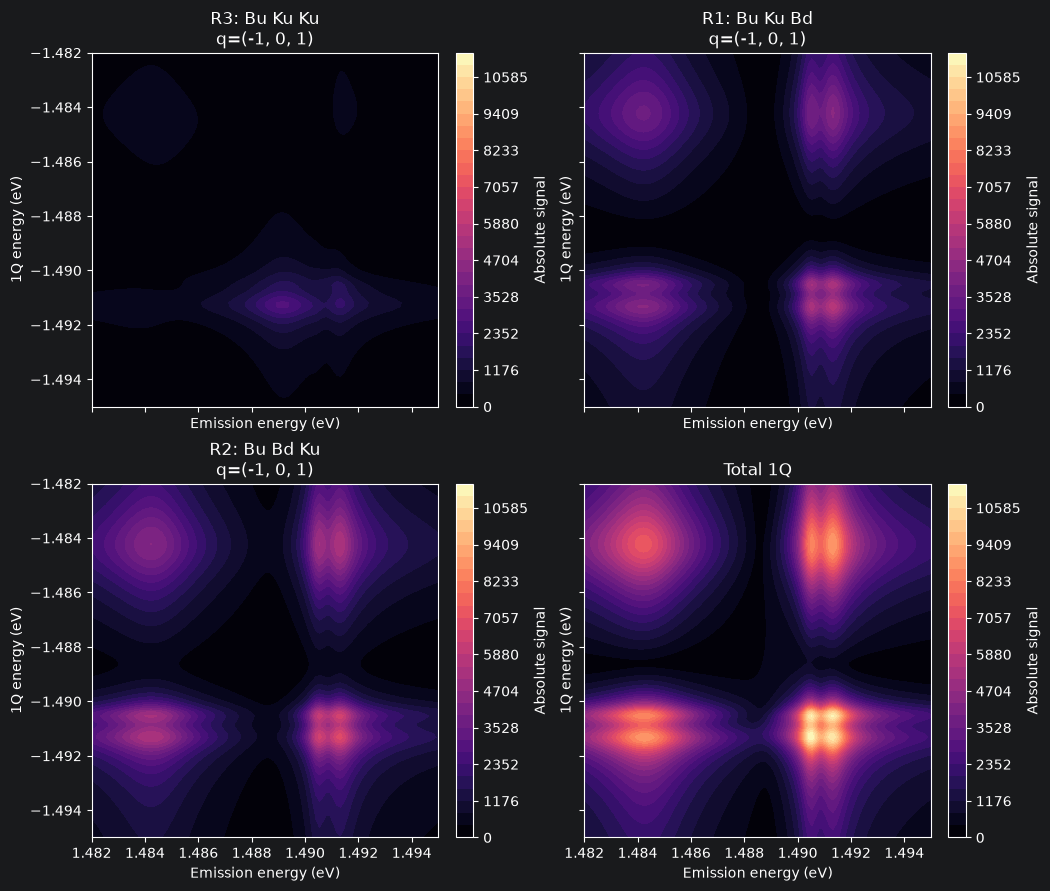 R3: Bu Ku Ku
q=(-1, 0, 1)
1Q energy (eV)
−1.482
−1.484
−1.486
−1.488
−1.490
−1.492
−1.494
Emission energy (eV)
10585
9409
8233
7057
5880
4704
3528
2352
1176
0
Absolute signal
R1: Bu Ku Bd
q=(-1, 0, 1)
1Q energy (eV)
Emission energy (eV)
10585
9409
8233
7057
5880
4704
3528
2352
1176
0
Absolute signal
R2: Bu Bd Ku
q=(-1, 0, 1)
1Q energy (eV)
−1.482
−1.484
−1.486
−1.488
−1.490
−1.492
−1.494
1.482 1.484 1.486 1.488 1.490 1.492 1.494
Emission energy (eV)
10585
9409
8233
7057
5880
4704
3528
2352
1176
0
Absolute signal
Total 1Q
1Q energy (eV)
1.482 1.484 1.486 1.488 1.490 1.492 1.494
Emission energy (eV)
10585
9409
8233
7057
5880
4704
3528
2352
1176
0
Absolute signal